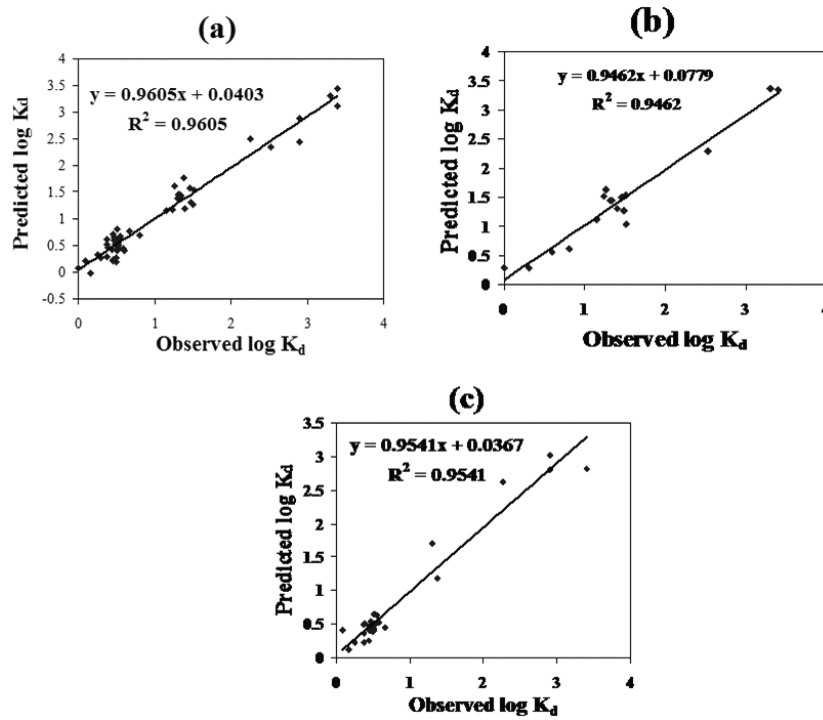 (a)
4
3.5
3
2.5
2
1.5
1
0.5
0
-0.5
y = 0.9605x + 0.0403
R² = 0.9605
Predicted log Kd
0 1 2 3 4
Observed log Kd
(b)
4
3.5
3
2.5
2
1.5
1
0.5
0
y = 0.9462x + 0.0779
R² = 0.9462
Predicted log Kd
0 1 2 3 4
Observed log Kd
(c)
3.5
3
2.5
2
1.5
1
0.5
0
y = 0.9541x + 0.0367
R² = 0.9541
Predicted log Kd
0 1 2 3 4
Observed log Kd